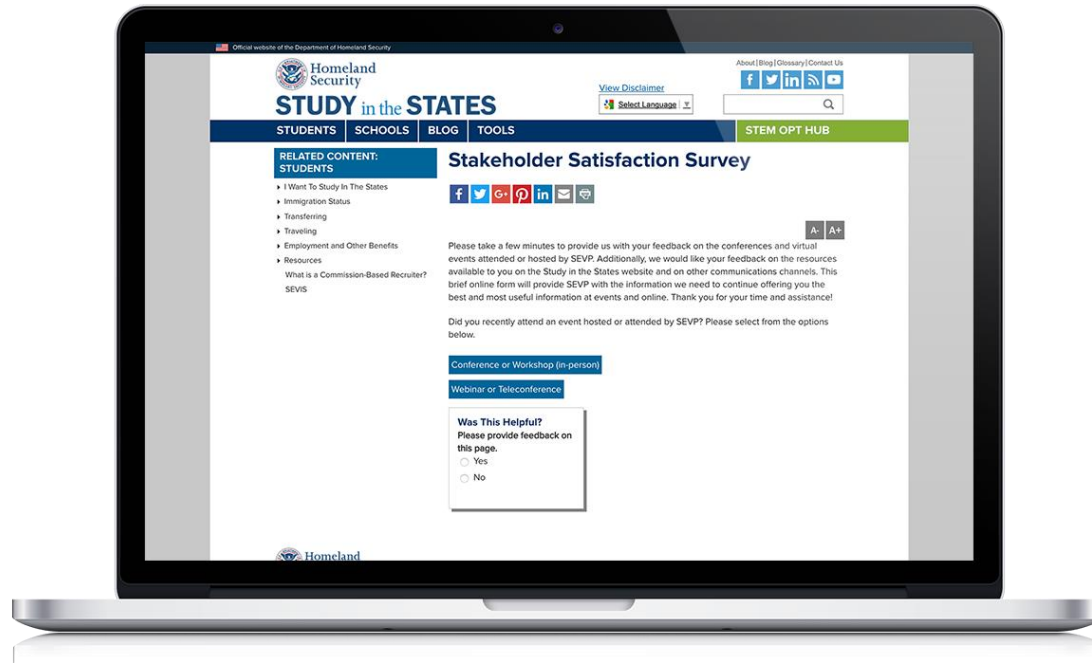 Official website of the Department of Homeland Security
Homeland
Security
STUDY in the STATES
About | Blog | Glossary | Contact Us
View Disclaimer
Select Language
STUDENTS SCHOOLS BLOG TOOLS
STEM OPT HUB
RELATED CONTENT:
STUDENTS
I Want To Study In The States
Immigration Status
Transferring
Traveling
Employment and Other Benefits
Resources
What is a Commission-Based Recruiter?
SEVIS
Stakeholder Satisfaction Survey
A- A+
Please take a few minutes to provide us with your feedback on the conferences and virtual
events attended or hosted by SEVP. Additionally, we would like your feedback on the resources
available to you on the Study in the States website and on other communications channels. This
brief online form will provide SEVP with the information we need to continue offering you the
best and most useful information at events and online. Thank you for your time and assistance!
Did you recently attend an event hosted or attended by SEVP? Please select from the options
below.
Conference or Workshop (in-person)
Webinar or Teleconference
Was This Helpful?
Please provide feedback on
this page.
Yes
No
Homeland